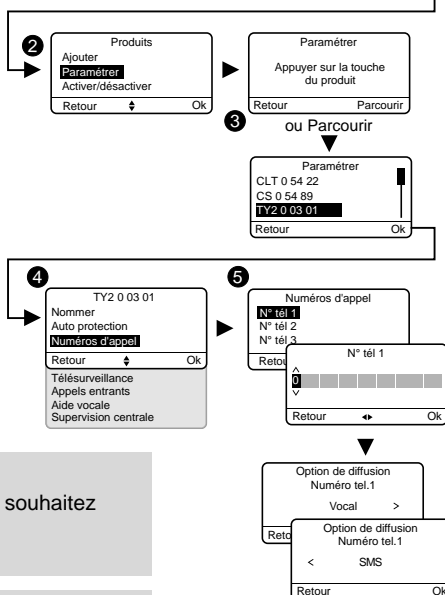 2
Produits
Ajouter
Paramétrer
Activer/désactiver
Retour Ok
Paramétrer
Appuyer sur la touche
du produit
Retour Parcourir
3
ou Parcourir
Paramétrer
CLT 0 54 22
CS 0 54 89
TY2 0 03 01
Retour Ok
4
TY2 0 03 01
Nommer
Auto protection
Numéros d'appel
Retour Ok
Télésurveillance
Appels entrants
Aide vocale
Supervision centrale
5
Numéros d'appel
N° tél 1
N° tél 2
N° tél 3
Retou
N° tél 1
0
Retour Ok
souhaitez
Option de diffusion
Numéro tel.1
Vocal >
Reto
Option de diffusion
Numéro tel.1
< SMS
Retour Ok